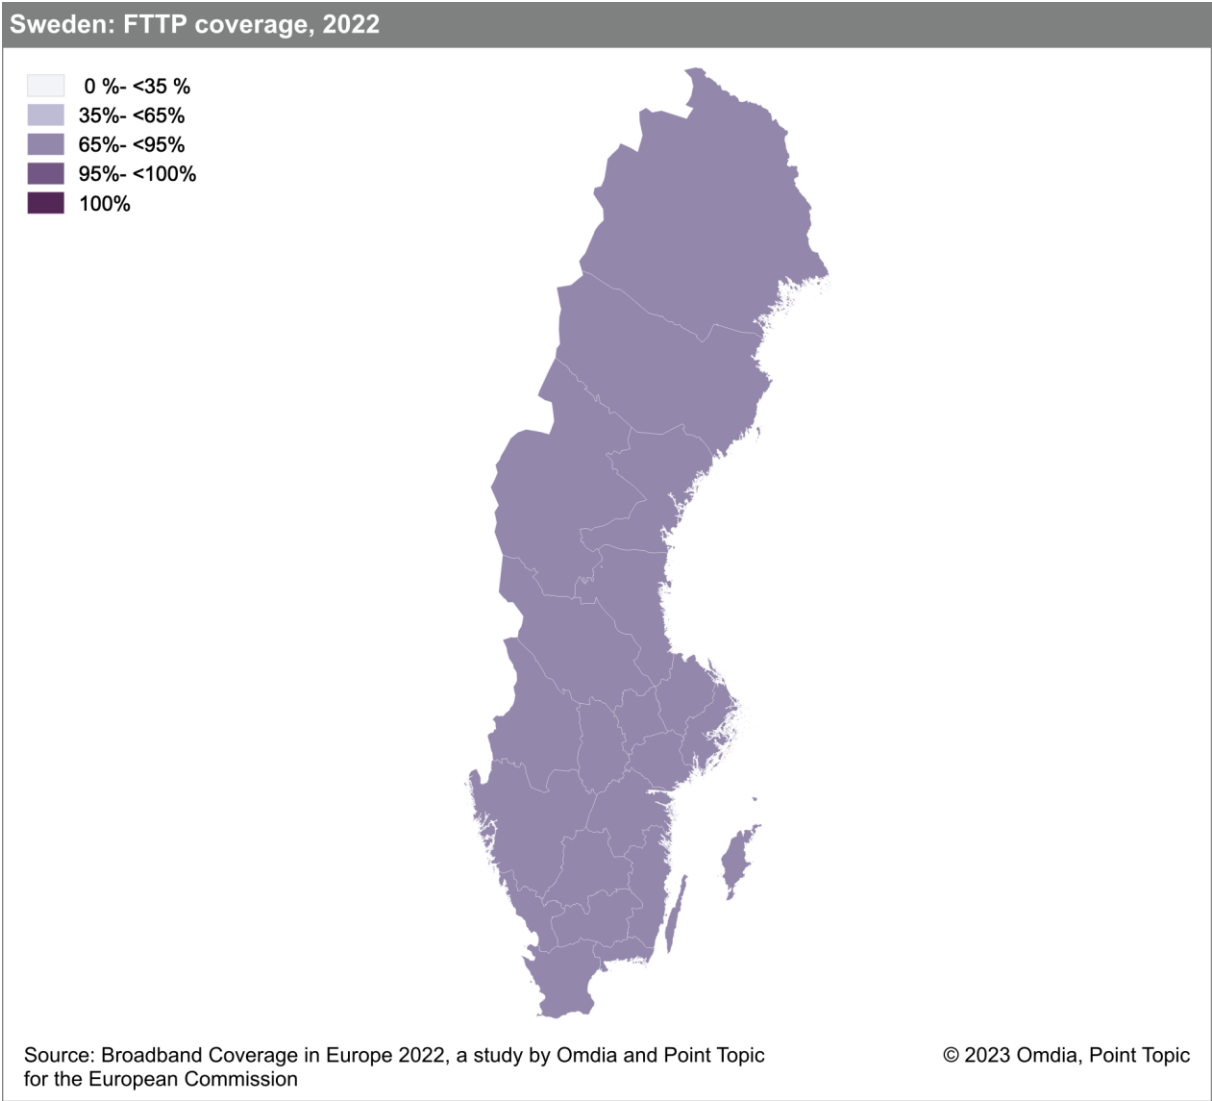 Sweden: FTTP coverage, 2022
0 %- <35 %
35%- <65%
65%- <95%
95%- <100%
100%
Source: Broadband Coverage in Europe 2022, a study by Omdia and Point Topic
for the European Commission
© 2023 Omdia, Point Topic